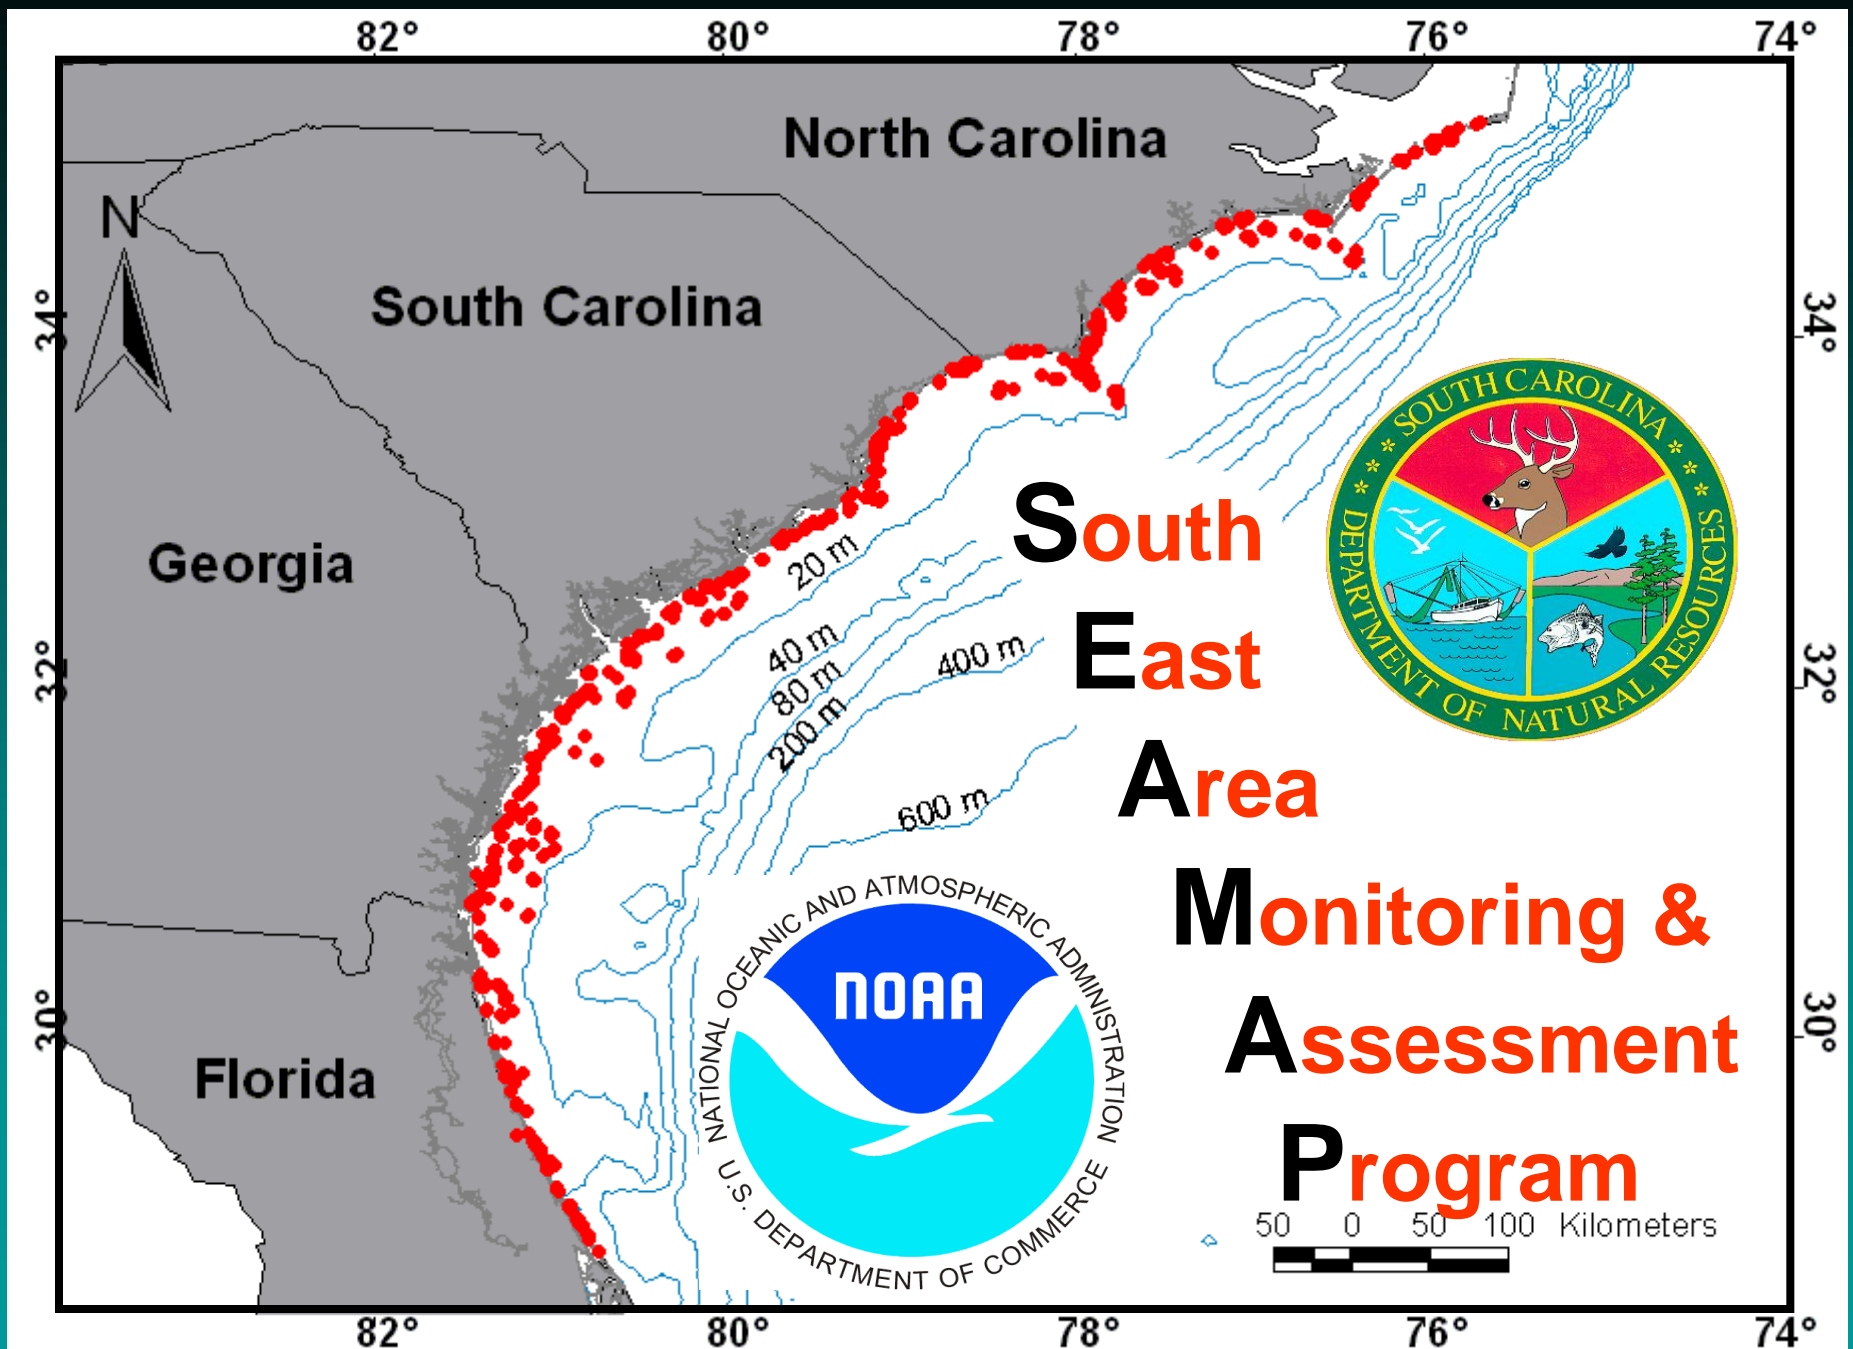 82° 80° 78° 76° 74°
North Carolina
N
South Carolina
34° 34°
SOUTH CAROLINA
DEPARTMENT OF NATURAL RESOURCES
South
Georgia
20 m
East
40 m
400 m
80 m
32° 32°
200 m
Area
600 m
Monitoring &
NATIONAL OCEANIC AND ATMOSPHERIC ADMINISTRATION
NOAA
U.S. DEPARTMENT OF COMMERCE
30° 30°
Assessment
Florida
Program
50 0 50 100 Kilometers
82° 80° 78° 76° 74°